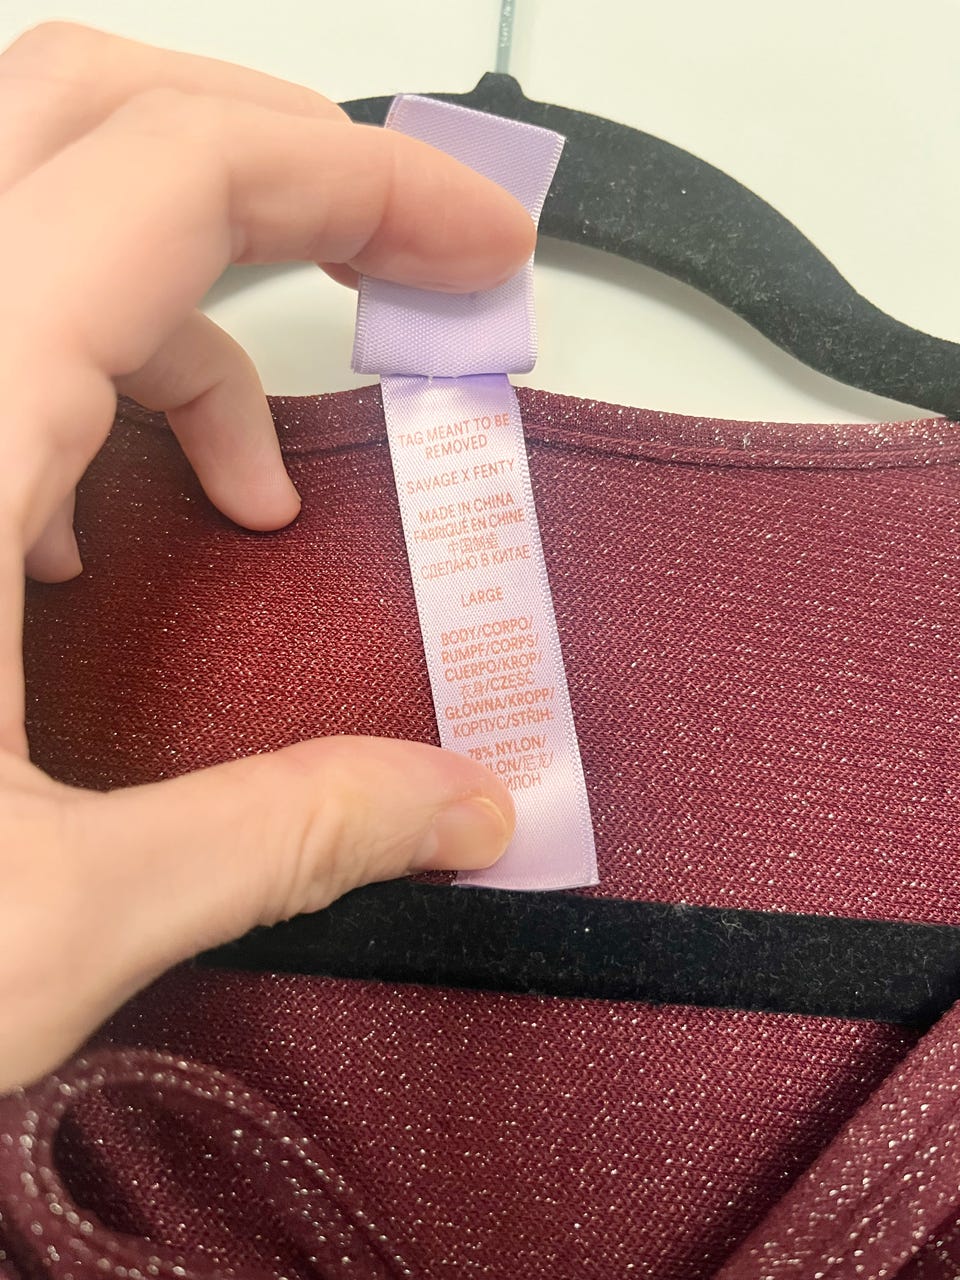 TAG MEANT TO BE
REMOVED
SAVAGE X FENTY
MADE IN CHINA
FABRIQUÉ EN CHINE
中国制造
СДЕЛАНО В КИТАЕ
LARGE
BODY/CORPO/
RUMPF/CORPS/
CUERPO/KROP/
衣身/CZĘŚĆ
GŁÓWNA/KROPP/
КОРПУС/STŘIH:
78% NYLON/